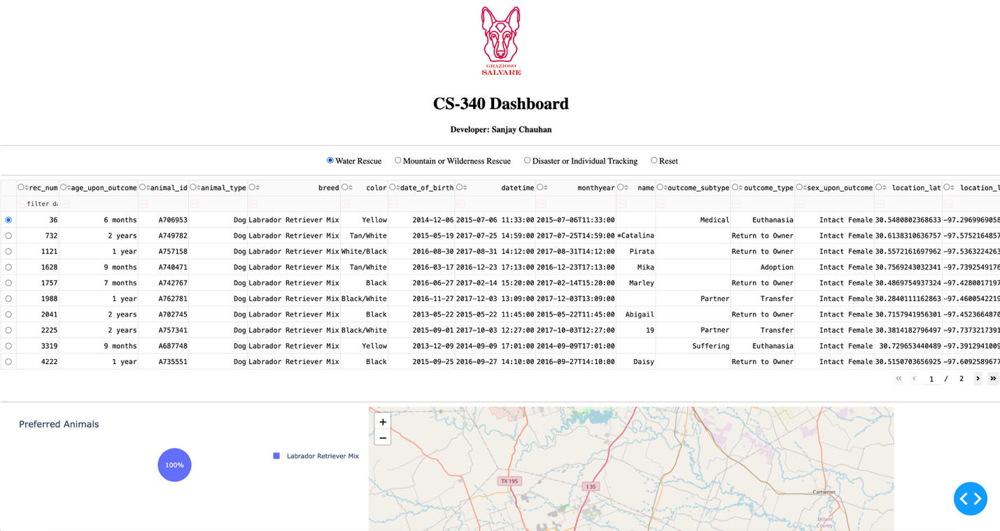 GRAZIOSO
SALVARE
CS-340 Dashboard
Developer: Sanjay Chauhan
Water Rescue Mountain or Wilderness Rescue Disaster or Individual Tracking Reset
rec_num age_upon_outcome animal_id animal_type breed color date_of_birth datetime monthyear name outcome_subtype outcome_type sex_upon_outcome location_lat location_l
filter da
36 6 months A706953 Dog Labrador Retriever Mix Yellow 2014-12-06 2015-07-06 11:33:00 2015-07-06T11:33:00 Medical Euthanasia Intact Female 30.5480802368633 -97.2969969058
732 2 years A749782 Dog Labrador Retriever Mix Tan/White 2015-05-19 2017-07-25 14:59:00 2017-07-25T14:59:00 *Catalina Return to Owner Intact Female 30.6138310636757 -97.5752164857
1121 1 year A757158 Dog Labrador Retriever Mix White/Black 2016-08-30 2017-08-31 14:12:00 2017-08-31T14:12:00 Pirata Return to Owner Intact Female 30.5572161697962 -97.5363224263
1628 9 months A740471 Dog Labrador Retriever Mix Tan/White 2016-03-17 2016-12-23 17:13:00 2016-12-23T17:13:00 Mika Adoption Intact Female 30.7569243032341 -97.7392549176
1757 7 months A742767 Dog Labrador Retriever Mix Black 2016-06-27 2017-02-14 15:20:00 2017-02-14T15:20:00 Marley Return to Owner Intact Female 30.4869754937324 -97.4280017197
1988 1 year A762781 Dog Labrador Retriever Mix Black/White 2016-11-27 2017-12-03 13:09:00 2017-12-03T13:09:00 Partner Transfer Intact Female 30.2840111162863 -97.4600542219
2041 2 years A702745 Dog Labrador Retriever Mix Black 2013-05-22 2015-05-22 11:45:00 2015-05-22T11:45:00 Abigail Return to Owner Intact Female 30.7157941956301 -97.4523664870
2225 2 years A757341 Dog Labrador Retriever Mix Black/White 2015-09-01 2017-10-03 12:27:00 2017-10-03T12:27:00 19 Partner Transfer Intact Female 30.3814182796497 -97.7373217391
3319 9 months A687748 Dog Labrador Retriever Mix Yellow 2013-12-09 2014-09-09 17:01:00 2014-09-09T17:01:00 Suffering Euthanasia Intact Female 30.729653440489 -97.3912941009
4222 1 year A735551 Dog Labrador Retriever Mix Black 2015-09-25 2016-09-27 14:10:00 2016-09-27T14:10:00 Daisy Return to Owner Intact Female 30.5150703656925 -97.6092589677
1 / 2
Preferred Animals
100%
Labrador Retriever Mix
+
−
TX 195
I 35
Cameron
Milam
County